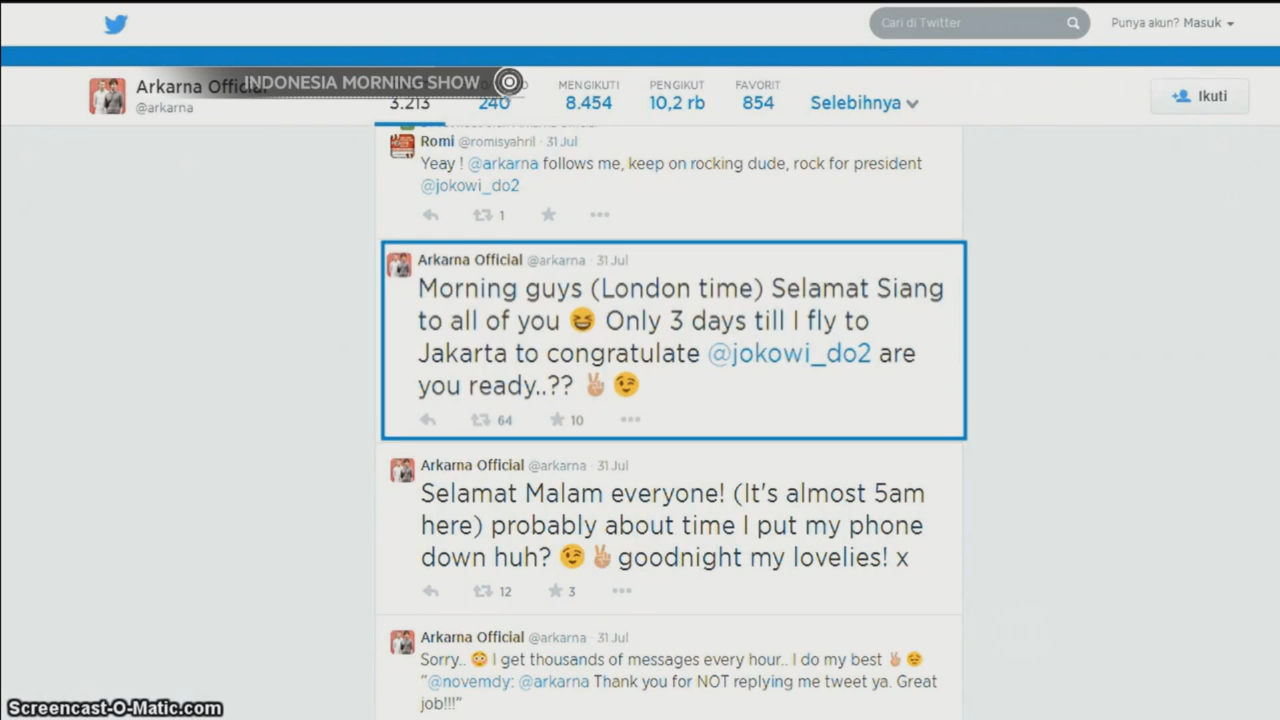 Cari di Twitter
Punya akun? Masuk
Arkarna Offici
INDONESIA MORNING SHOW
@arkarna
3.213
240
MENGIKUTI
8.454
PENGIKUT
10,2 rb
FAVORIT
854
Selebihnya
Ikuti
Romi @romisyahril · 31 Jul
Yeay ! @arkarna follows me, keep on rocking dude, rock for president
@jokowi_do2
1
Arkarna Official @arkarna · 31 Jul
Morning guys (London time) Selamat Siang
to all of you 😆 Only 3 days till I fly to
Jakarta to congratulate @jokowi_do2 are
you ready..?? ✌ 😉
64 10
Arkarna Official @arkarna · 31 Jul
Selamat Malam everyone! (It's almost 5am
here) probably about time I put my phone
down huh? 😉✌ goodnight my lovelies! x
12 3
Arkarna Official @arkarna · 31 Jul
Sorry.. 😳 I get thousands of messages every hour.. I do my best ✌😔
"@novemdy: @arkarna Thank you for NOT replying me tweet ya. Great
job!!!"
Screencast-O-Matic.com